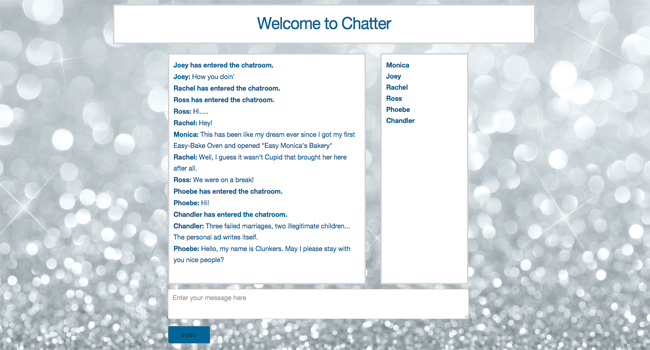 Welcome to Chatter
Joey has entered the chatroom.
Joey: How you doin'
Rachel has entered the chatroom.
Ross has entered the chatroom.
Ross: Hi.....
Rachel: Hey!
Monica: This has been like my dream ever since I got my first
Easy-Bake Oven and opened "Easy Monica's Bakery"
Rachel: Well, I guess it wasn't Cupid that brought her here
after all.
Ross: We were on a break!
Phoebe has entered the chatroom.
Phoebe: Hi!
Chandler has entered the chatroom.
Chandler: Three failed marriages, two illegitimate children...
The personal ad writes itself.
Phoebe: Hello, my name is Clunkers. May I please stay with
you nice people?
Monica
Joey
Rachel
Ross
Phoebe
Chandler
Enter your message here
SEND